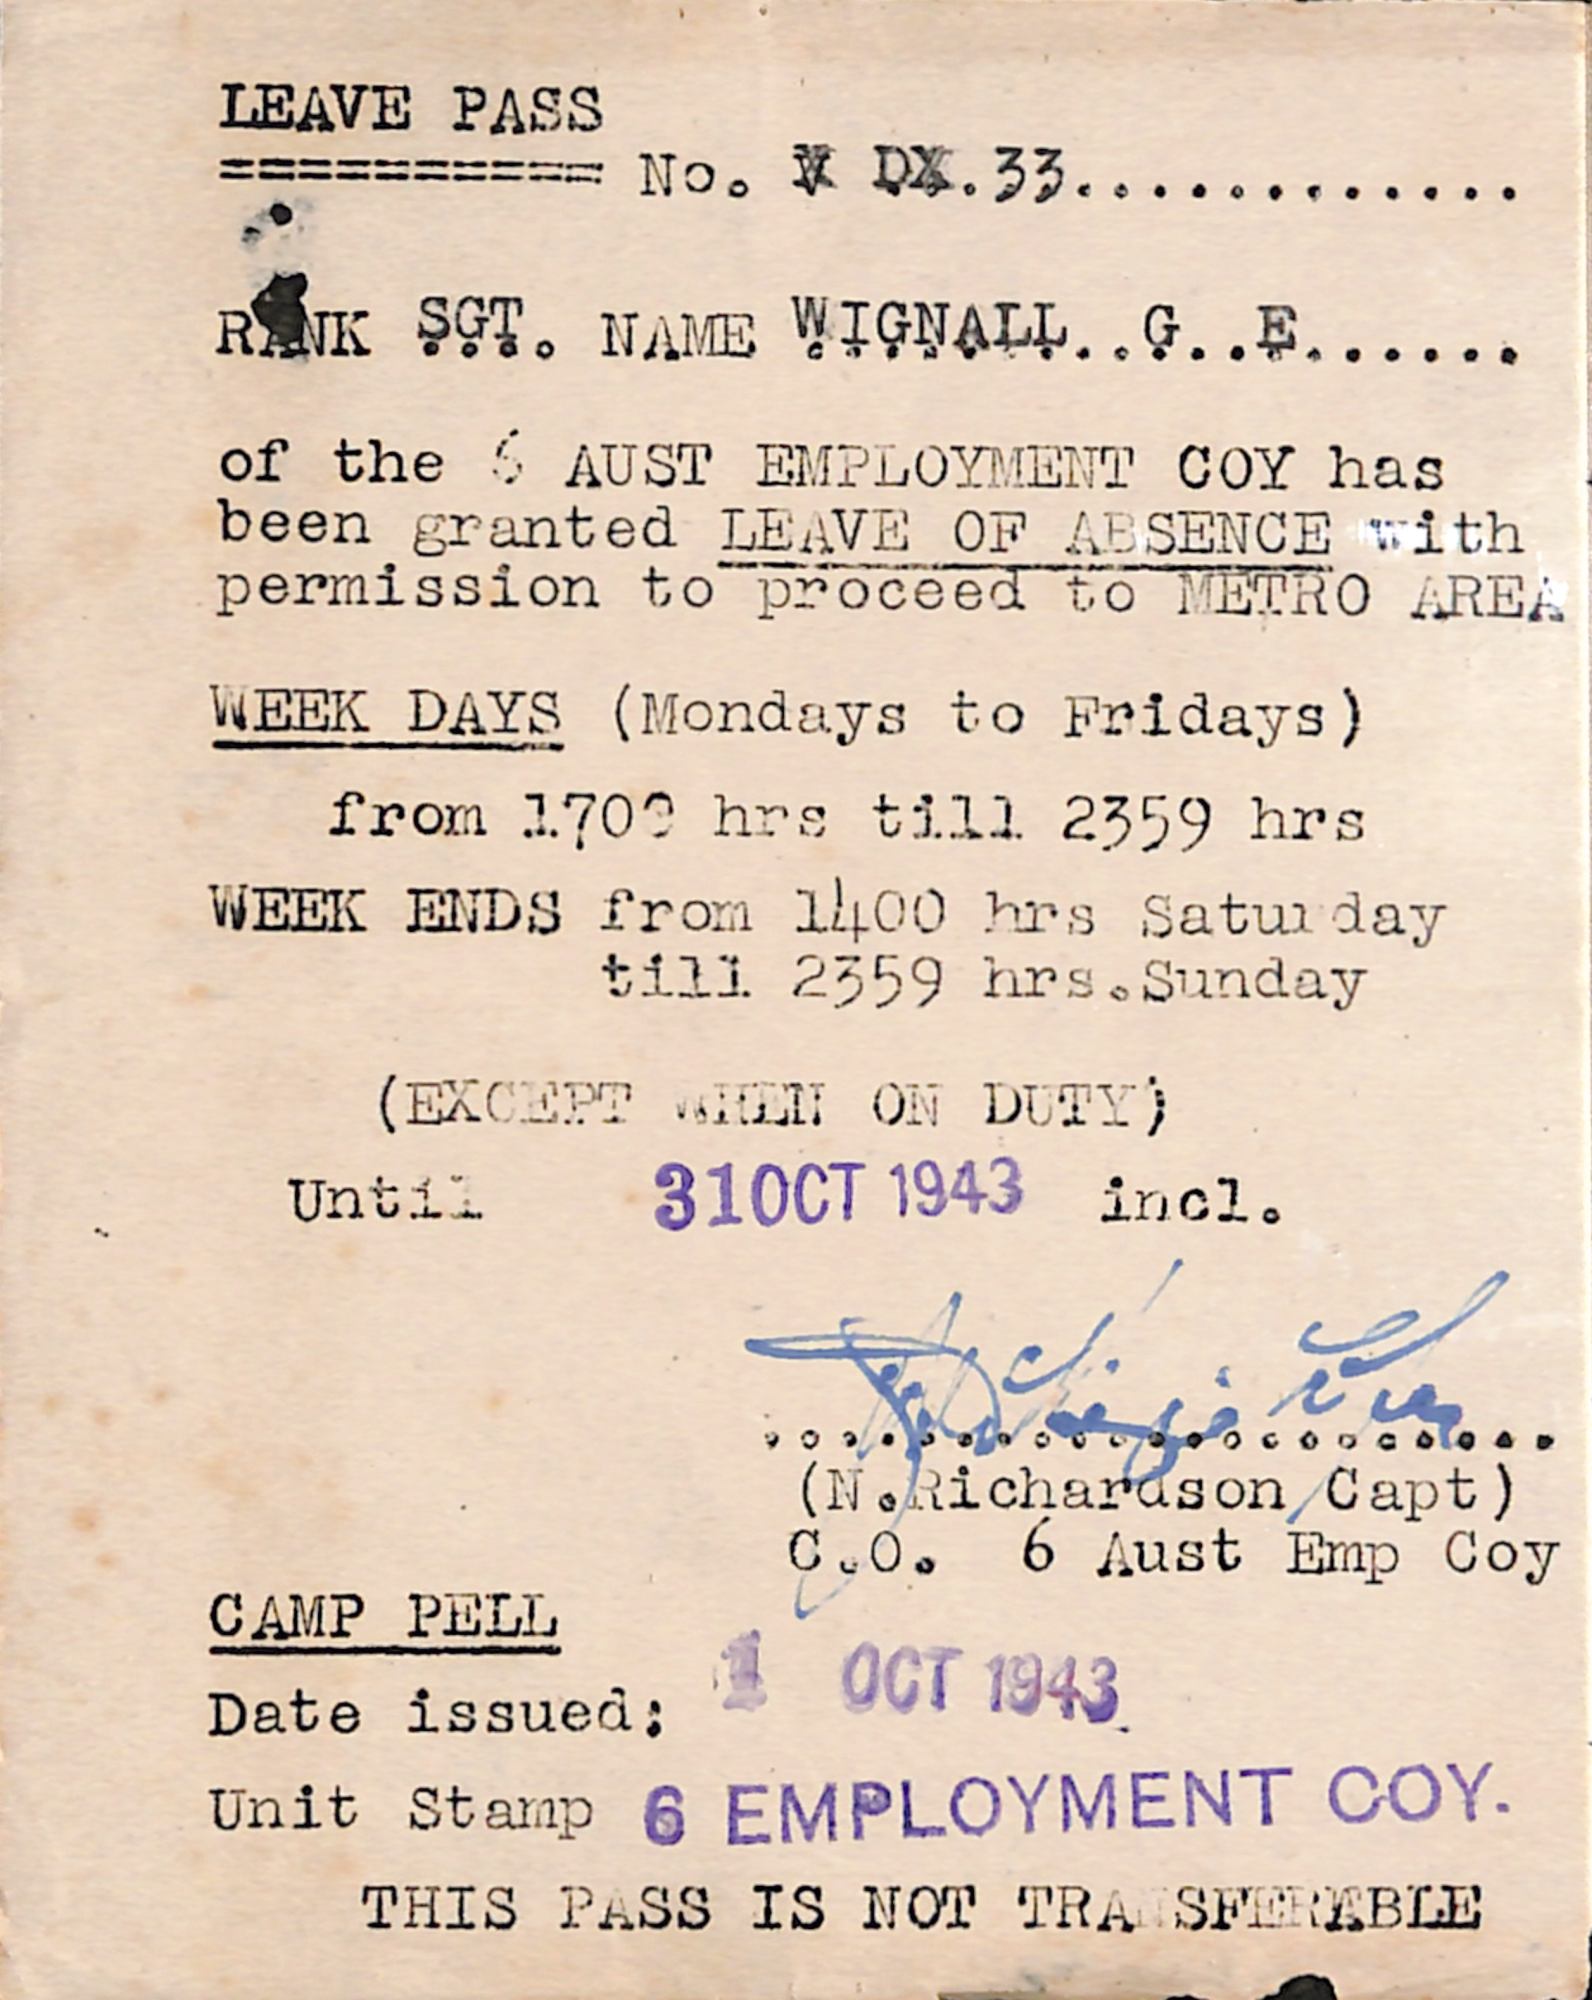 LEAVE PASS
========== No. DX.33..............
RANK SGT. NAME WIGNALL..G..E......
of the 6 AUST EMPLOYMENT COY has
been granted LEAVE OF ABSENCE with
permission to proceed to METRO AREA
WEEK DAYS (Mondays to Fridays)
from 1700 hrs till 2359 hrs
WEEK ENDS from 1400 hrs Saturday
till 2359 hrs.Sunday
(EXCEPT WHEN ON DUTY)
Until 31 OCT 1943 incl.
(N.Richardson Capt)
C.O. 6 Aust Emp Coy
CAMP PELL
Date issued: 1 OCT 1943
Unit Stamp 6 EMPLOYMENT COY.
THIS PASS IS NOT TRANSFERABLE